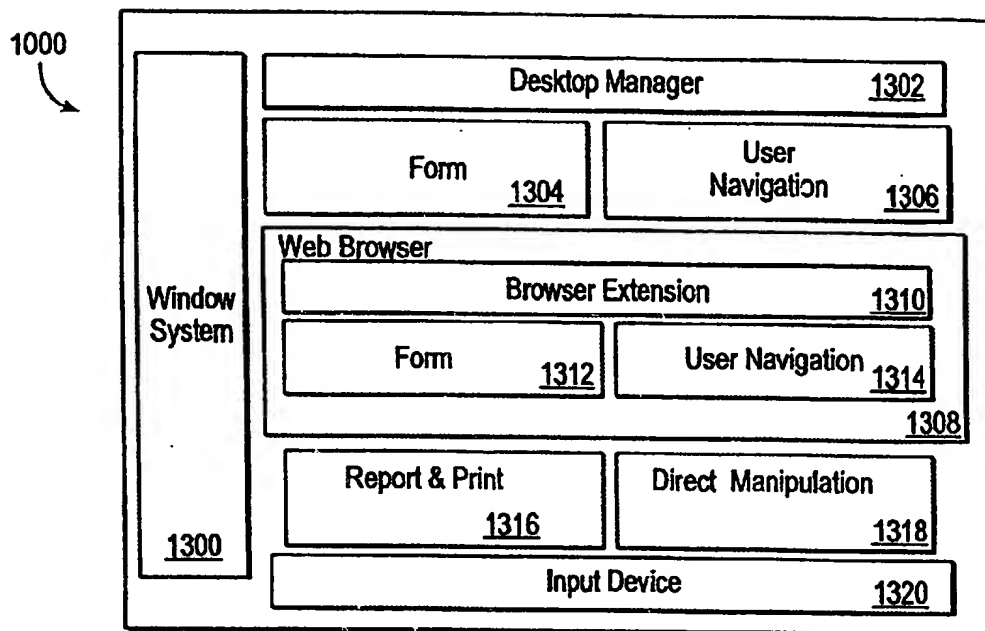 1000
Desktop Manager 1302
Form
1304
User
Navigation
1306
Web Browser
Browser Extension 1310
Form
1312
User Navigation
1314
1308
Window
System
1300
Report & Print
1316
Direct Manipulation
1318
Input Device 1320